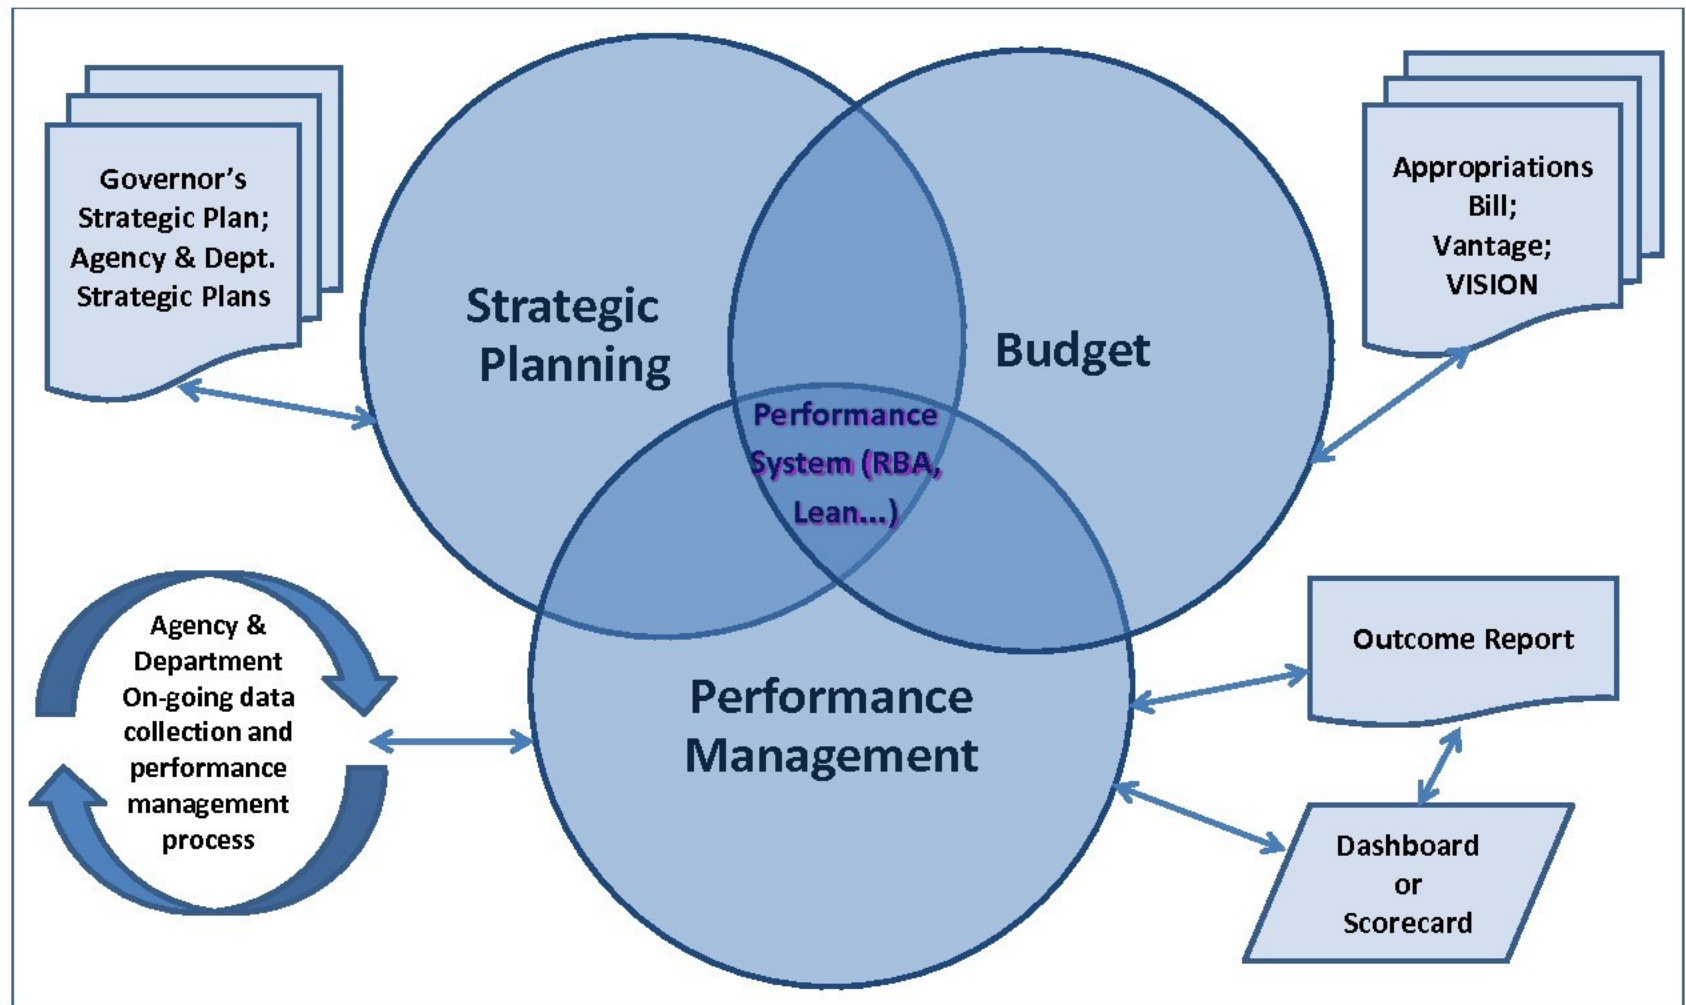 Governor’s
Strategic Plan;
Agency & Dept.
Strategic Plans
Strategic
Planning
Budget
Appropriations
Bill;
Vantage;
VISION
Performance
System (RBA,
Lean...)
Agency &
Department
On-going data
collection and
performance
management
process
Performance
Management
Outcome Report
Dashboard
or
Scorecard